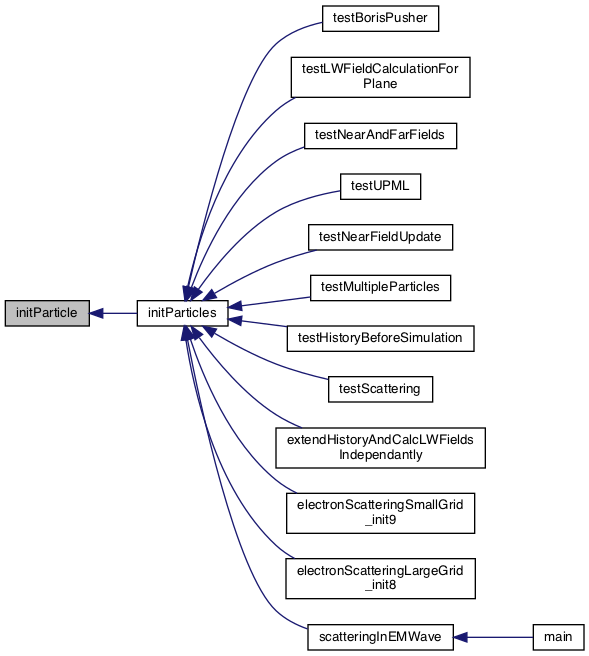 testBorisPusher
testLWFieldCalculationFor
Plane
testNearAndFarFields
testUPML
testNearFieldUpdate
testMultipleParticles
initParticle
initParticles
testHistoryBeforeSimulation
testScattering
extendHistoryAndCalcLWFields
Independantly
electronScatteringSmallGrid
_init9
electronScatteringLargeGrid
_init8
scatteringInEMWave
main